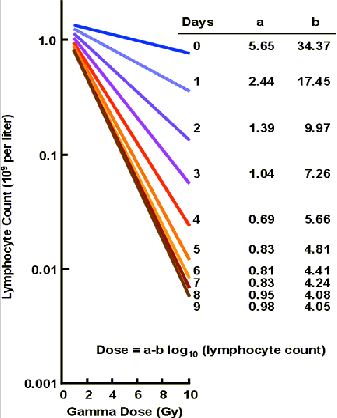 Days a b
1.0
0 5.65 34.37
1 2.44 17.45
2 1.39 9.97
0.1
3 1.04 7.26
4 0.69 5.66
5 0.83 4.81
0.01
6 0.81 4.41
7 0.83 4.24
8 0.95 4.08
9 0.98 4.05
Lymphocyte Count (10⁹ per liter)
Dose = a-b log₁₀ (lymphocyte count)
0.001
0 2 4 6 8 10
Gamma Dose (Gy)